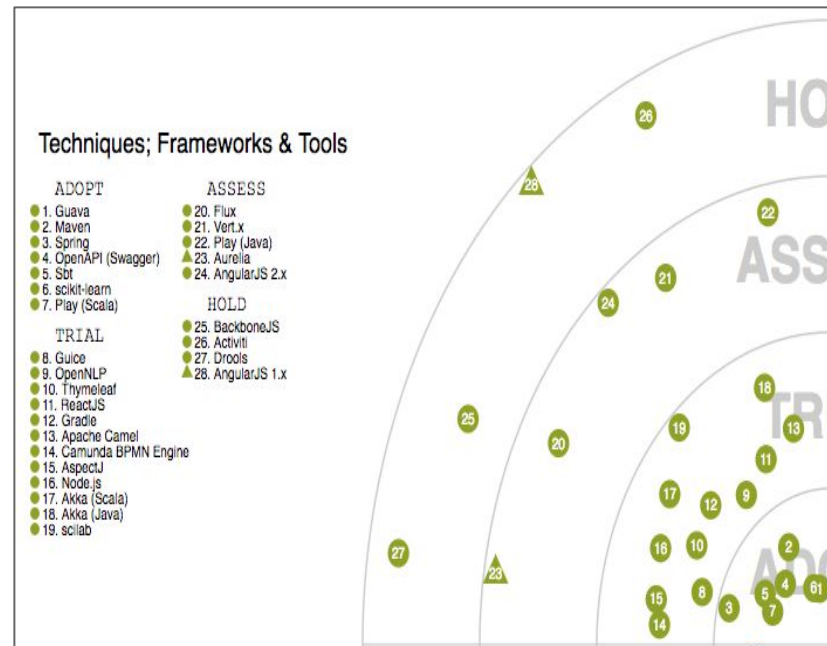 Techniques; Frameworks & Tools
ADOPT
1. Guava
2. Maven
3. Spring
4. OpenAPI (Swagger)
5. Sbt
6. scikit-learn
7. Play (Scala)
TRIAL
8. Guice
9. OpenNLP
10. Thymeleaf
11. ReactJS
12. Gradle
13. Apache Camel
14. Camunda BPMN Engine
15. AspectJ
16. Node.js
17. Akka (Scala)
18. Akka (Java)
19. scilab
ASSESS
20. Flux
21. Vert.x
22. Play (Java)
23. Aurelia
24. AngularJS 2.x
HOLD
25. BackboneJS
26. Activiti
27. Drools
28. AngularJS 1.x
HO
26
28
22
ASS
21
24
18
TR
25
19
13
20
11
17
9
12
27
16
10
2
ADO
23
4
6
1
8
5
15
3
7
14